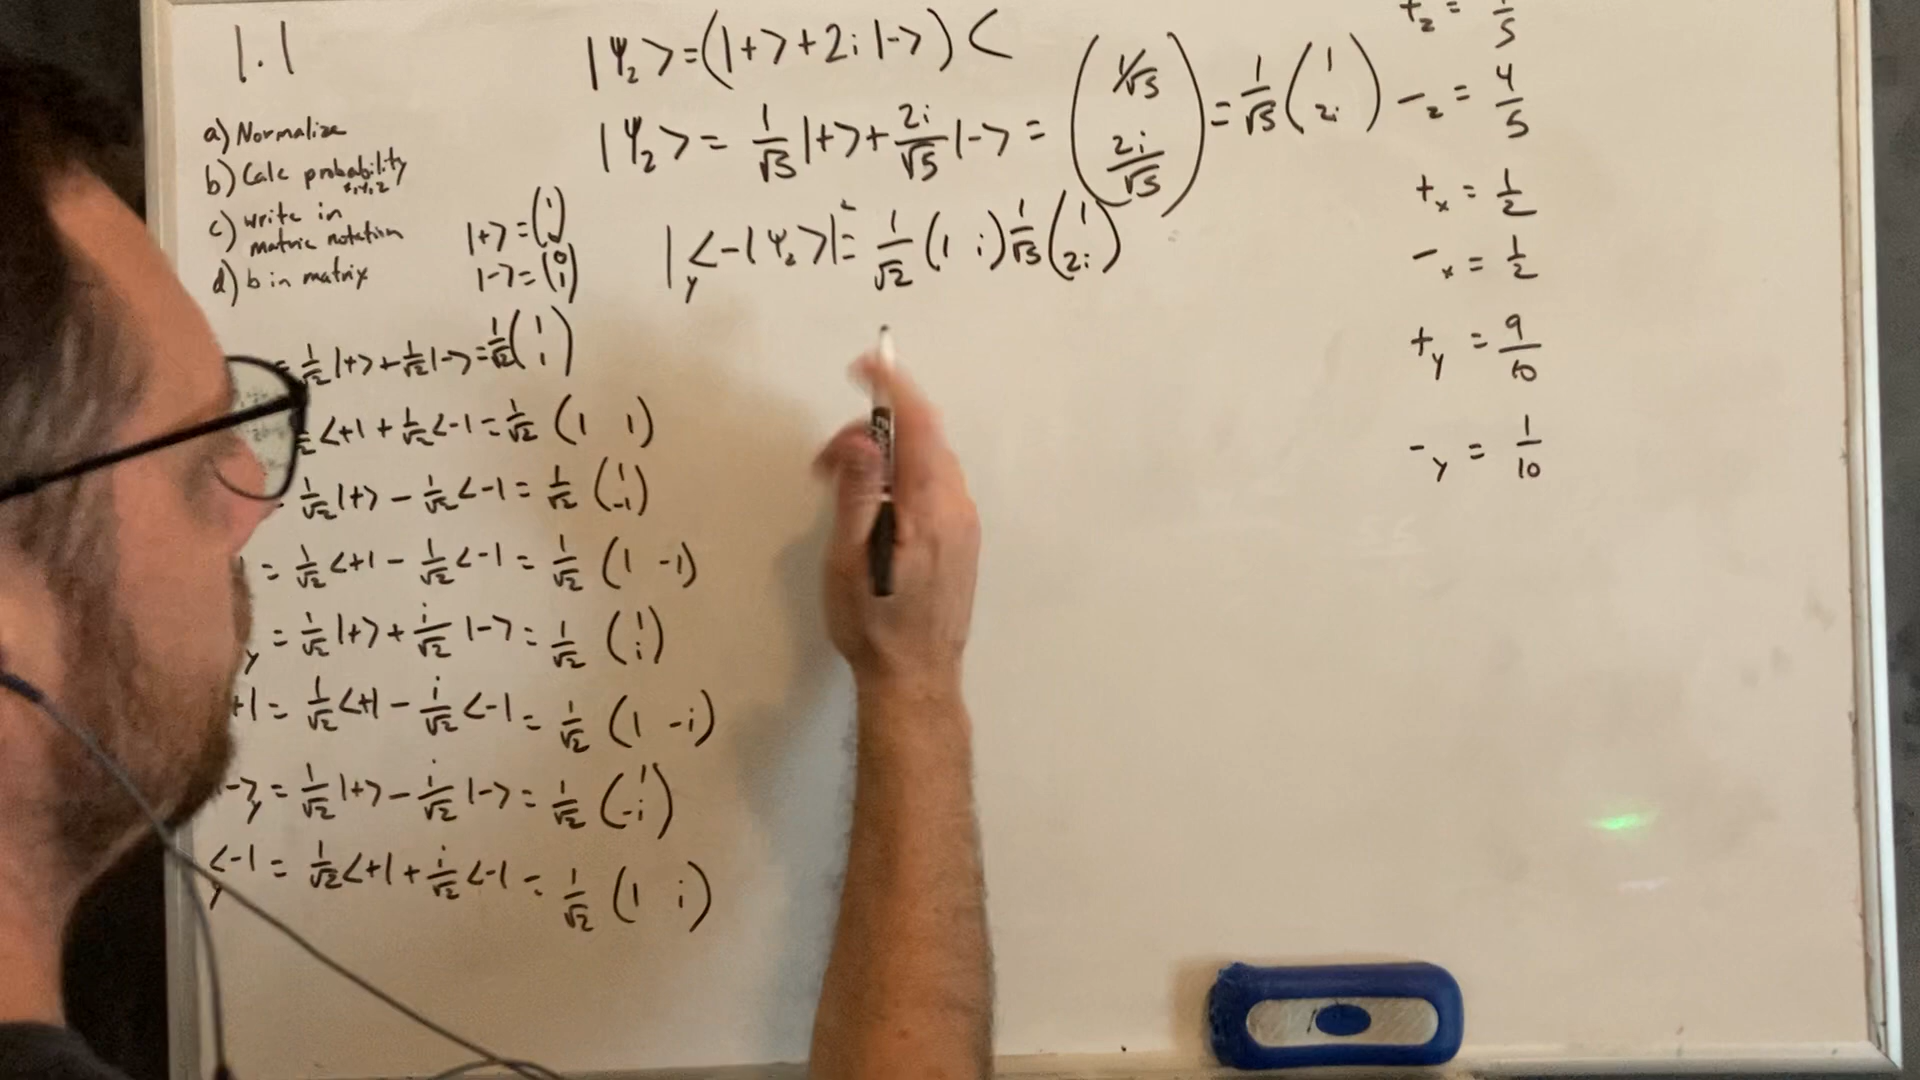 1.1
a) Normalize
b) Calc probability x,y,z
c) write in matrix notation
d) b in matrix
|+> = (1 0)
|-> = (0 1)
= 1/√2 |+> + 1/√2 |-> = 1/√2 (1 1)
<+| + 1/√2 <-| = 1/√2 (1 1)
= 1/√2 |+> - 1/√2 <-| = 1/√2 (1 -1)
| = 1/√2 <+| - 1/√2 <-| = 1/√2 (1 -1)
y = 1/√2 |+> + i/√2 |-> = 1/√2 (1 i)
+| = 1/√2 <+| - i/√2 <-| = 1/√2 (1 -i)
->y = 1/√2 |+> - i/√2 |-> = 1/√2 (1 -i)
y<-| = 1/√2 <+| + i/√2 <-| = 1/√2 (1 i)
|Ψ₂> = (|+> + 2i |->) C
|Ψ₂> = 1/√5 |+> + 2i/√5 |-> = (1/√5 2i/√5) = 1/√5 (1 2i)
|y<-|Ψ₂>|² = 1/√2 (1 i) 1/√5 (1 2i)
+z = 1/5
-z = 4/5
+x = 1/2
-x = 1/2
+y = 9/10
-y = 1/10